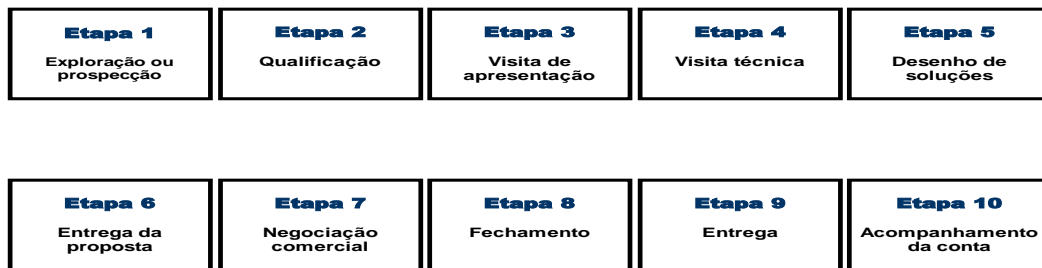 Etapa 1
Exploração ou
prospecção
Etapa 2
Qualificação
Etapa 3
Visita de
apresentação
Etapa 4
Visita técnica
Etapa 5
Desenho de
soluções
Etapa 6
Entrega da
proposta
Etapa 7
Negociação
comercial
Etapa 8
Fechamento
Etapa 9
Entrega
Etapa 10
Acompanhamento
da conta